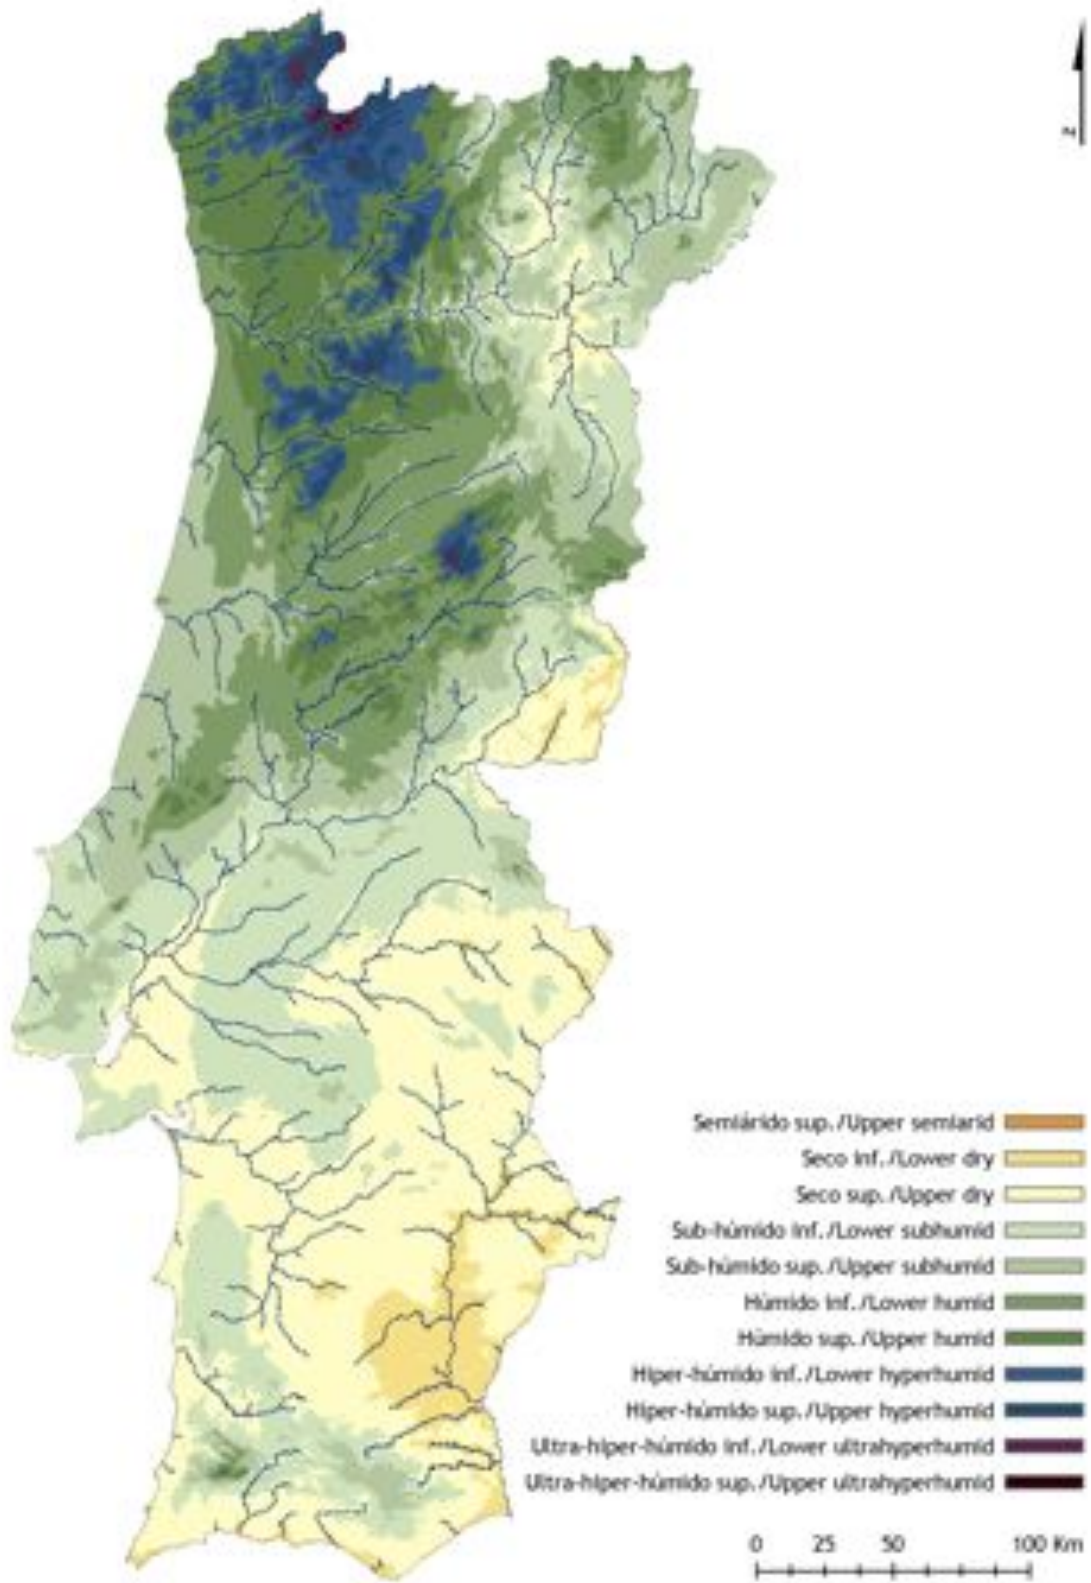 N
Semiárido sup./Upper semiarid
Seco inf./Lower dry
Seco sup./Upper dry
Sub-húmido inf./Lower subhumid
Sub-húmido sup./Upper subhumid
Húmido inf./Lower humid
Húmido sup./Upper humid
Hiper-húmido inf./Lower hyperhumid
Hiper-húmido sup./Upper hyperhumid
Ultra-hiper-húmido inf./Lower ultrahyperhumid
Ultra-hiper-húmido sup./Upper ultrahyperhumid
0 25 50 100 Km